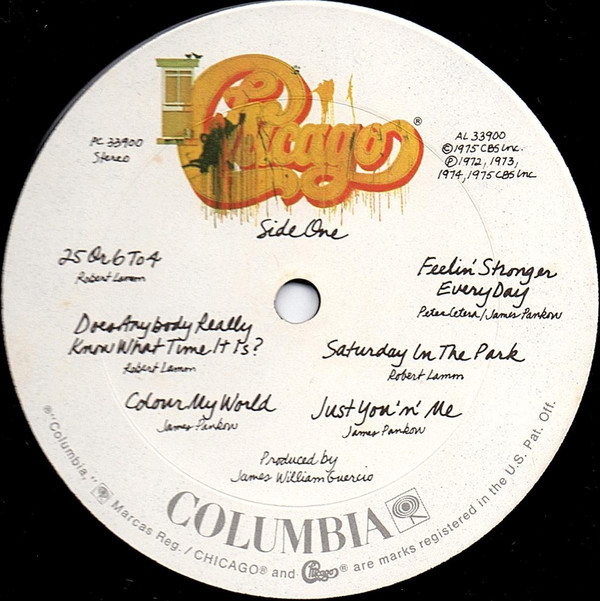 Chicago®
PC 33900
Stereo
AL 33900
©1975 CBS Inc.
Ⓟ1972, 1973,
1974, 1975 CBS Inc.
Side One
25 Or 6 To 4
Robert Lamm
Does Anybody Really
Know What Time It Is?
Robert Lamm
Colour My World
James Pankow
Feelin' Stronger
Every Day
Peter Cetera/James Pankow
Saturday In The Park
Robert Lamm
Just You 'n' Me
James Pankow
Produced by
James William Guercio
COLUMBIA
®"Columbia," Marcas Reg. / CHICAGO® and Chicago® are marks registered in the U.S. Pat. Off.